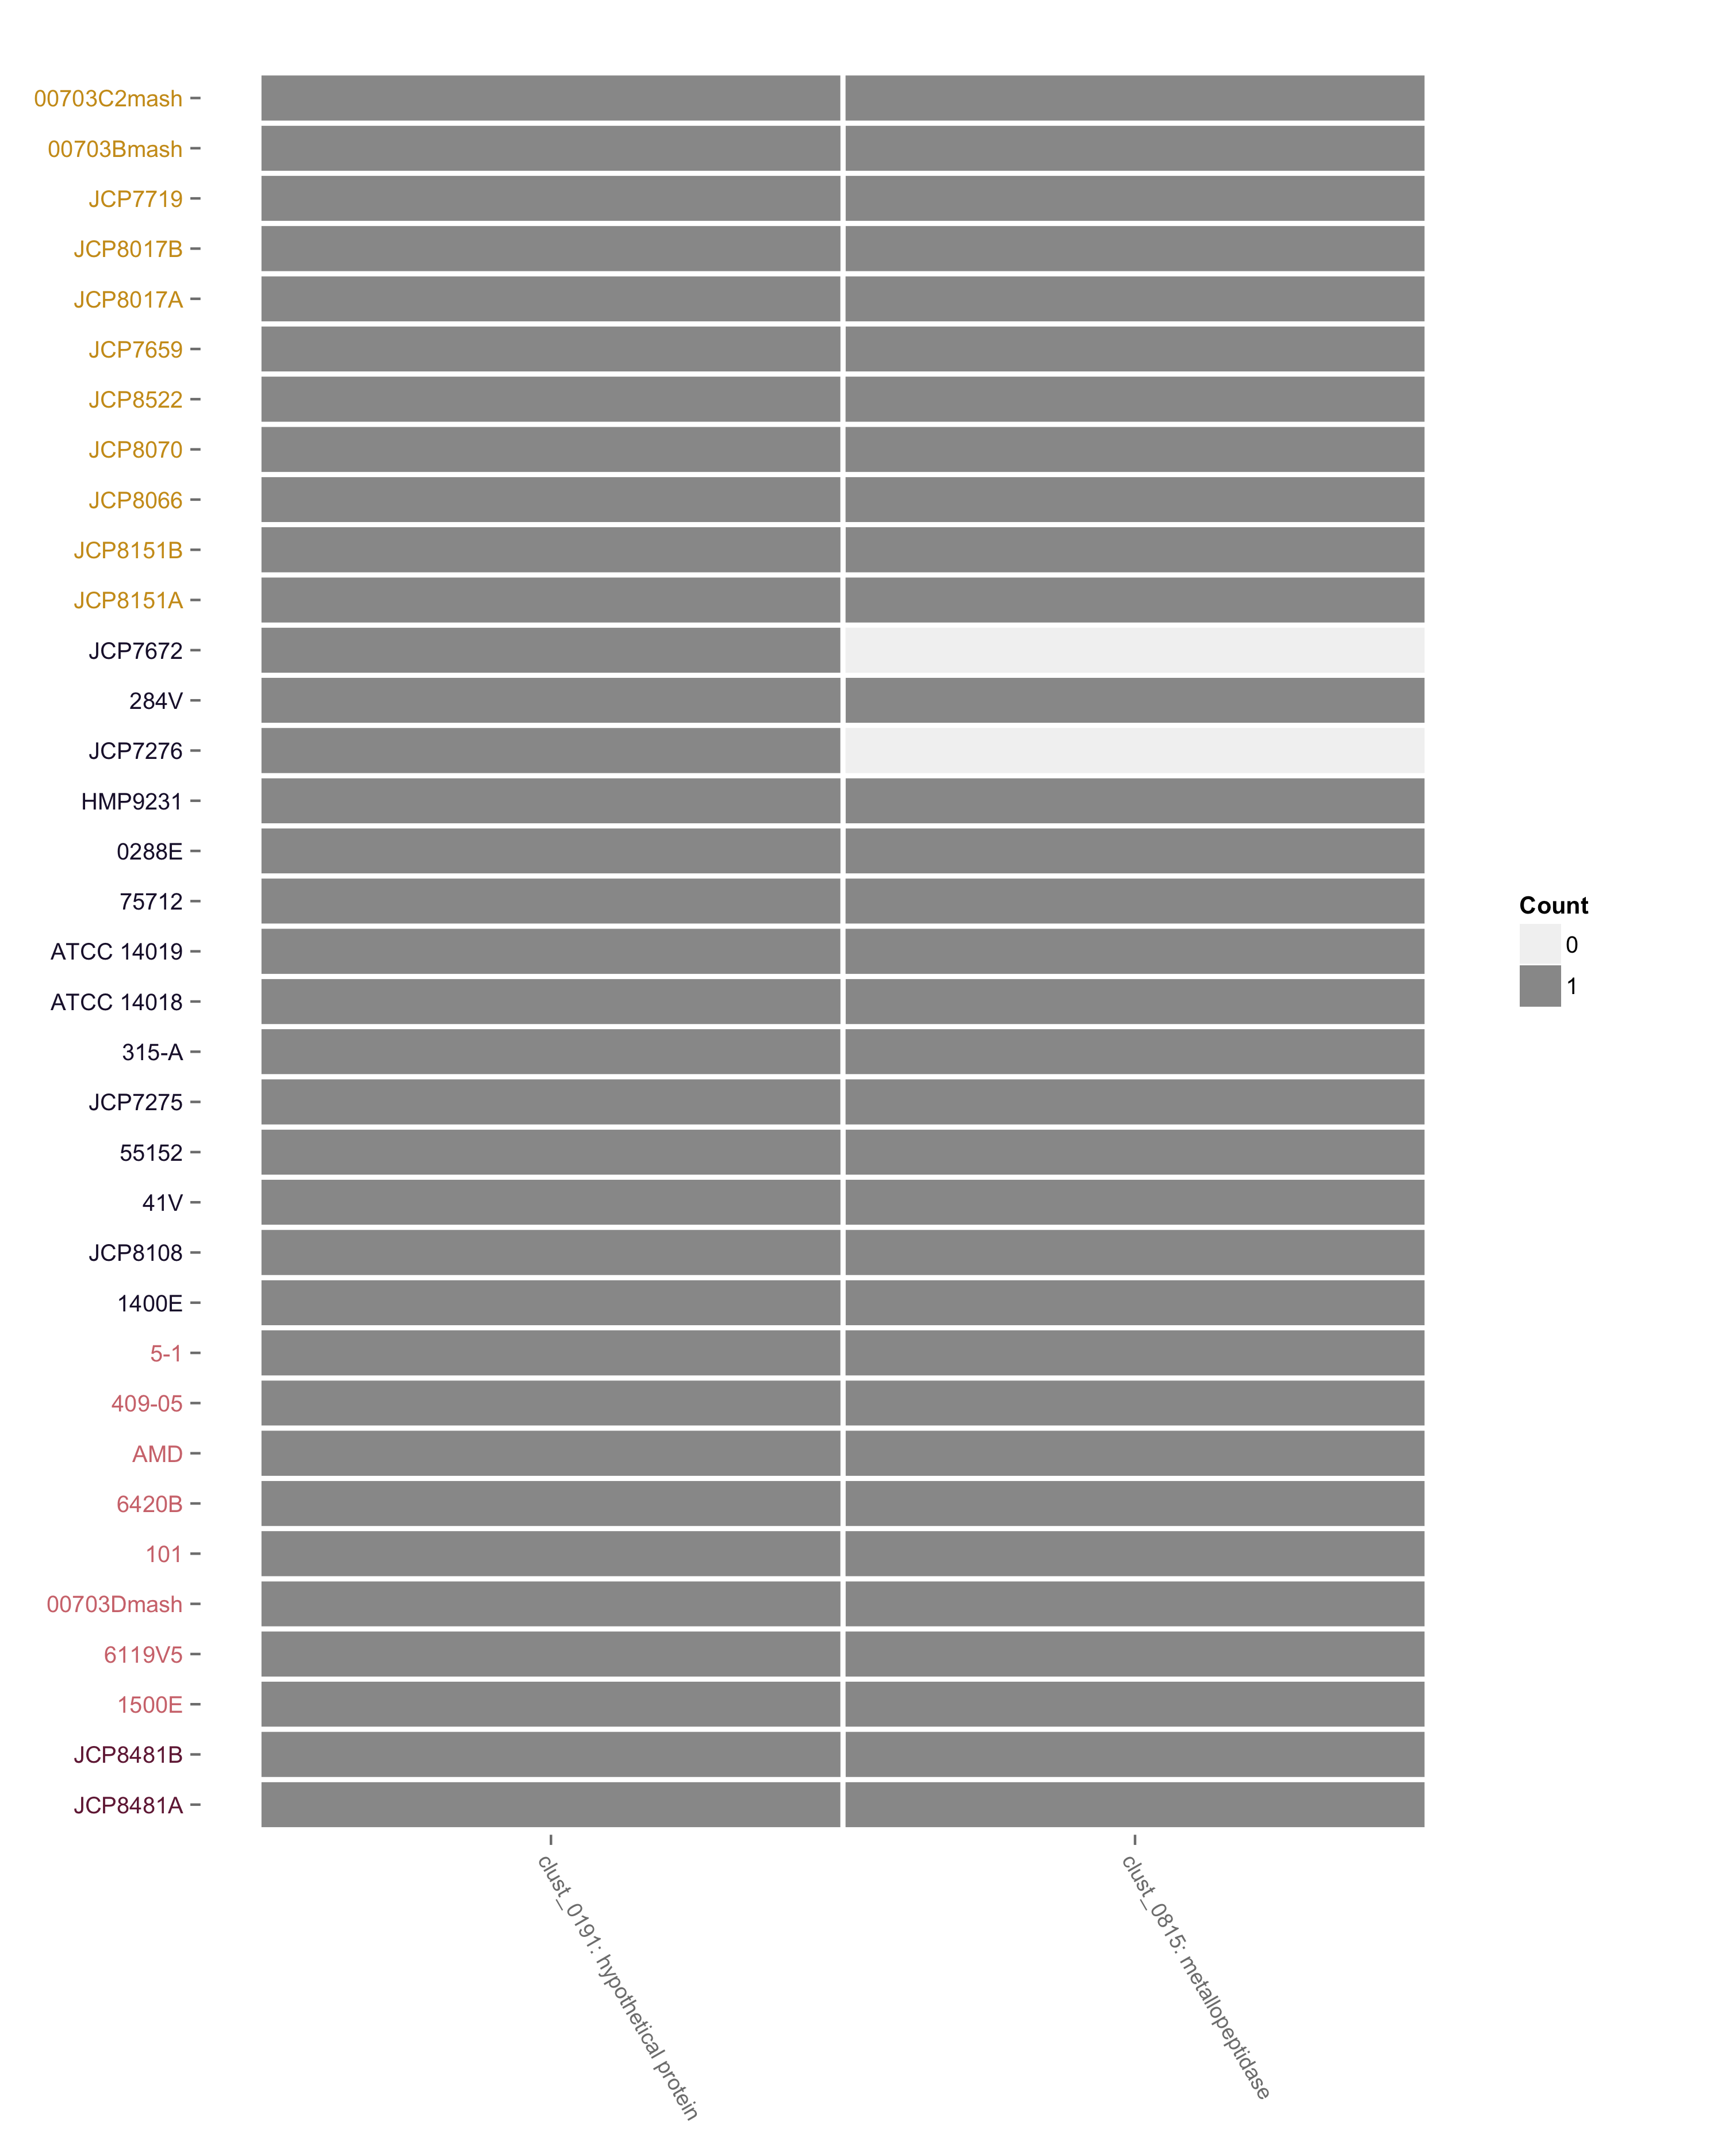 00703C2mash
00703Bmash
JCP7719
JCP8017B
JCP8017A
JCP7659
JCP8522
JCP8070
JCP8066
JCP8151B
JCP8151A
JCP7672
284V
JCP7276
HMP9231
0288E
75712
ATCC 14019
ATCC 14018
315-A
JCP7275
55152
41V
JCP8108
1400E
5-1
409-05
AMD
6420B
101
00703Dmash
6119V5
1500E
JCP8481B
JCP8481A
clust_0191: hypothetical protein
clust_0815: metallopeptidase
Count
0
1